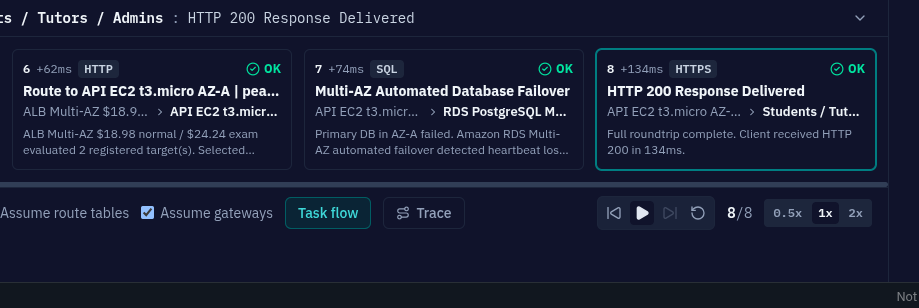 ts / Tutors / Admins : HTTP 200 Response Delivered
6 +62ms HTTP OK
Route to API EC2 t3.micro AZ-A | pea...
ALB Multi-AZ $18.9... › API EC2 t3.micr...
ALB Multi-AZ $18.98 normal / $24.24 exam
evaluated 2 registered target(s). Selected...
7 +74ms SQL OK
Multi-AZ Automated Database Failover
API EC2 t3.micr... › RDS PostgreSQL M...
Primary DB in AZ-A failed. Amazon RDS Multi-
AZ automated failover detected heartbeat los...
8 +134ms HTTPS OK
HTTP 200 Response Delivered
API EC2 t3.micro AZ-... › Students / Tut...
Full roundtrip complete. Client received HTTP
200 in 134ms.
Assume route tables Assume gateways Task flow Trace 8/8 0.5x 1x 2x
Not